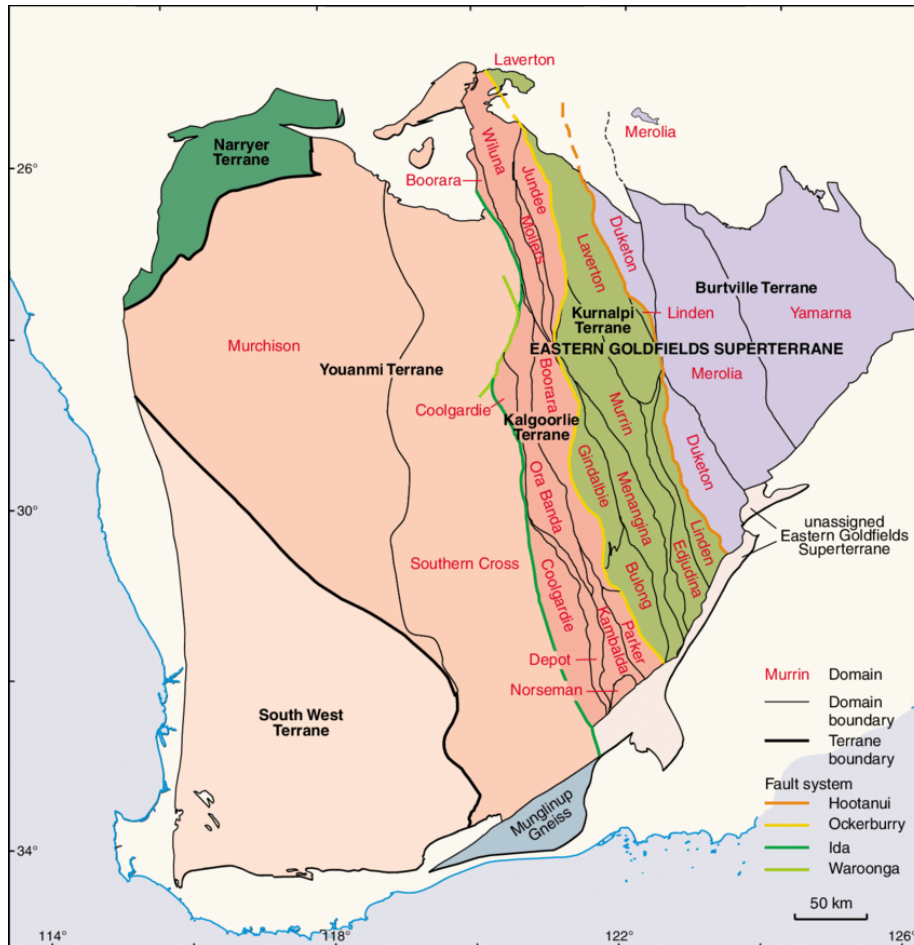 Laverton
Merolia
Narryer
Terrane
26°
Wiluna
Boorara
Jundee
Moilers
Laverton
Duketon
Burtville Terrane
Kurnalpi
Terrane
Linden
Yamarna
Murchison
EASTERN GOLDFIELDS SUPERTERRANE
Youanmi Terrane
Merolia
Boorara
Coolgardie
Murrin
Kalgoorlie
Terrane
Duketon
Gindalbie
Ora Banda
Menangina
30°
unassigned
Eastern Goldfields
Superterrane
Linden
Edjudina
Southern Cross
Coolgardie
Bulong
Parker
Kambalda
Depot
Norseman
Murrin Domain
Domain
boundary
Terrane
boundary
South West
Terrane
Fault system
Hootanui
Ockerburry
Ida
Waroonga
Munglinup
Gneiss
34°
50 km
114°
118°
122°
126°